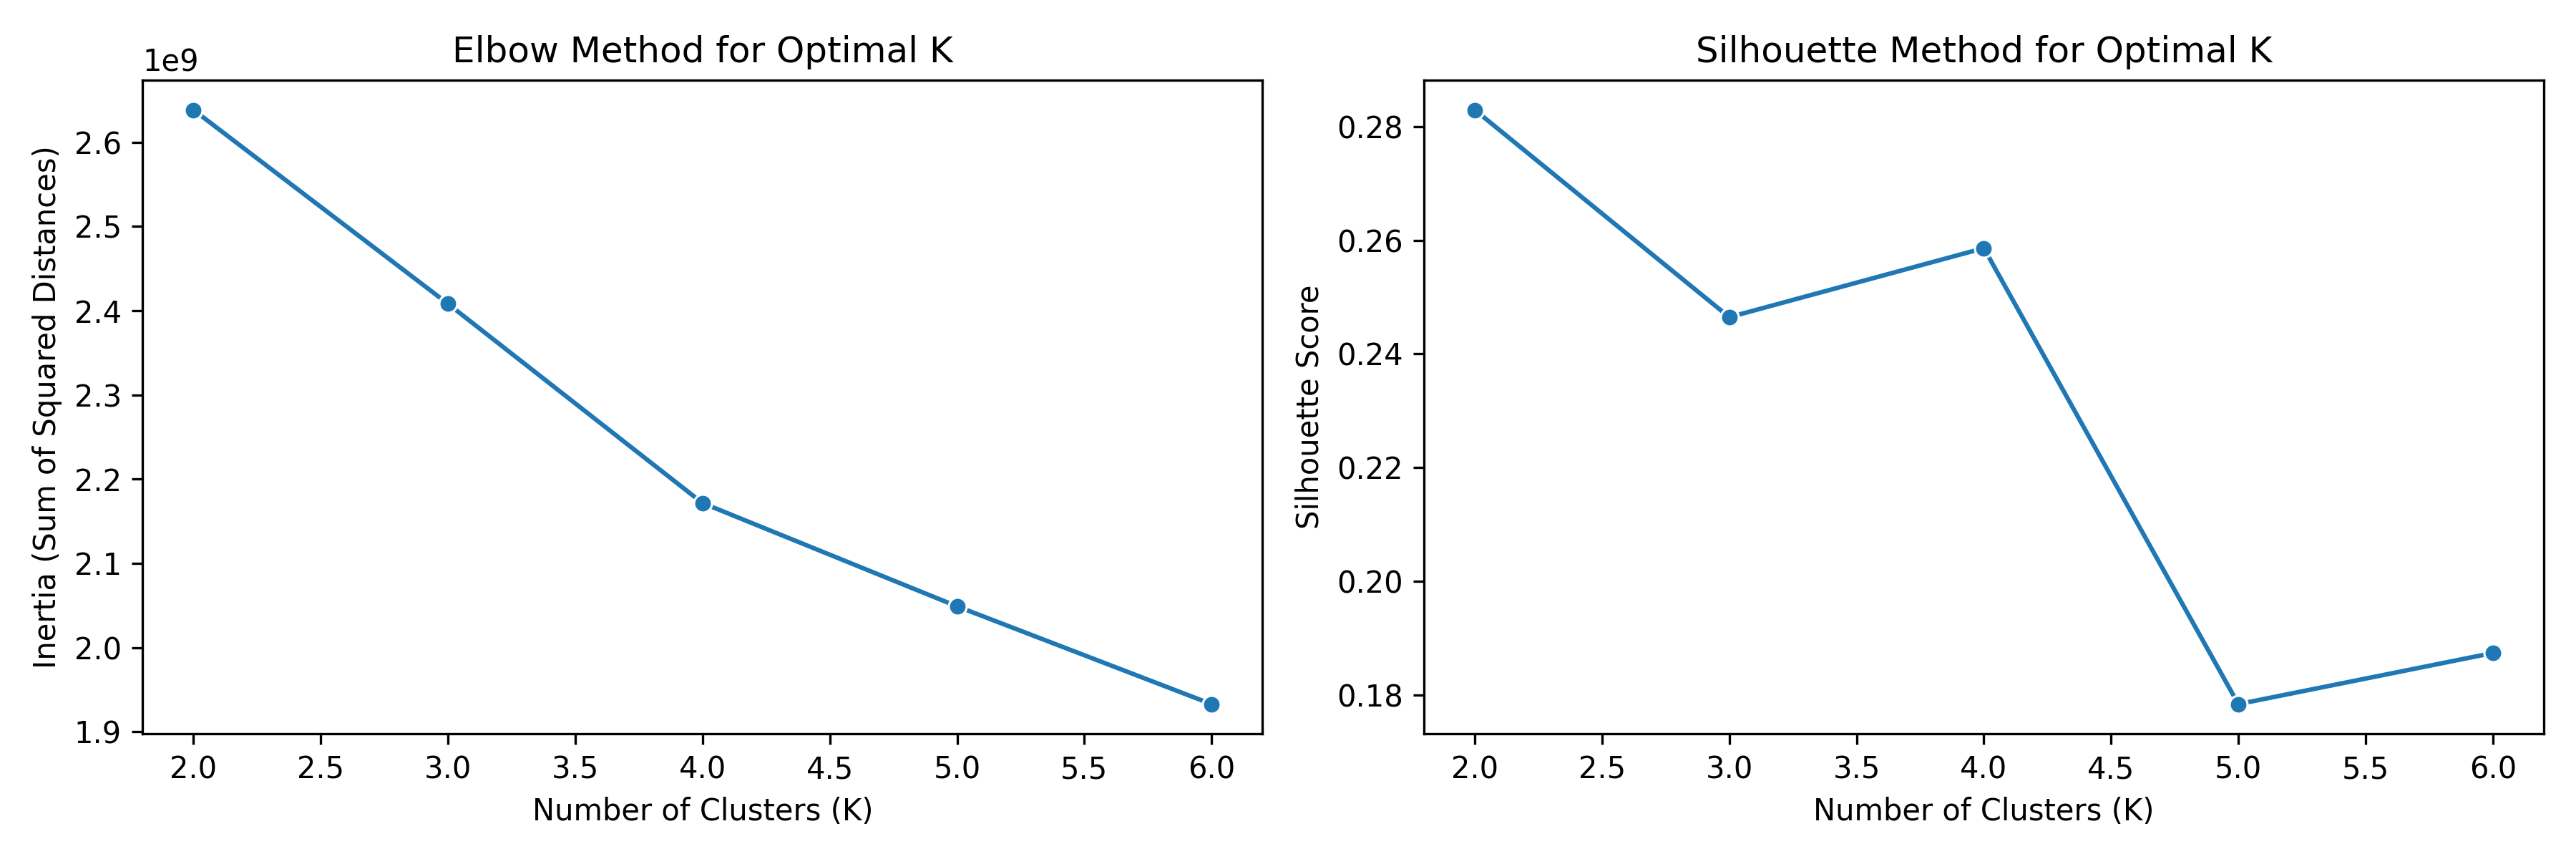 Elbow Method for Optimal K
1e9
2.6
2.5
2.4
2.3
2.2
2.1
2.0
1.9
Inertia (Sum of Squared Distances)
2.0 2.5 3.0 3.5 4.0 4.5 5.0 5.5 6.0
Number of Clusters (K)
Silhouette Method for Optimal K
0.28
0.26
0.24
0.22
0.20
0.18
Silhouette Score
2.0 2.5 3.0 3.5 4.0 4.5 5.0 5.5 6.0
Number of Clusters (K)